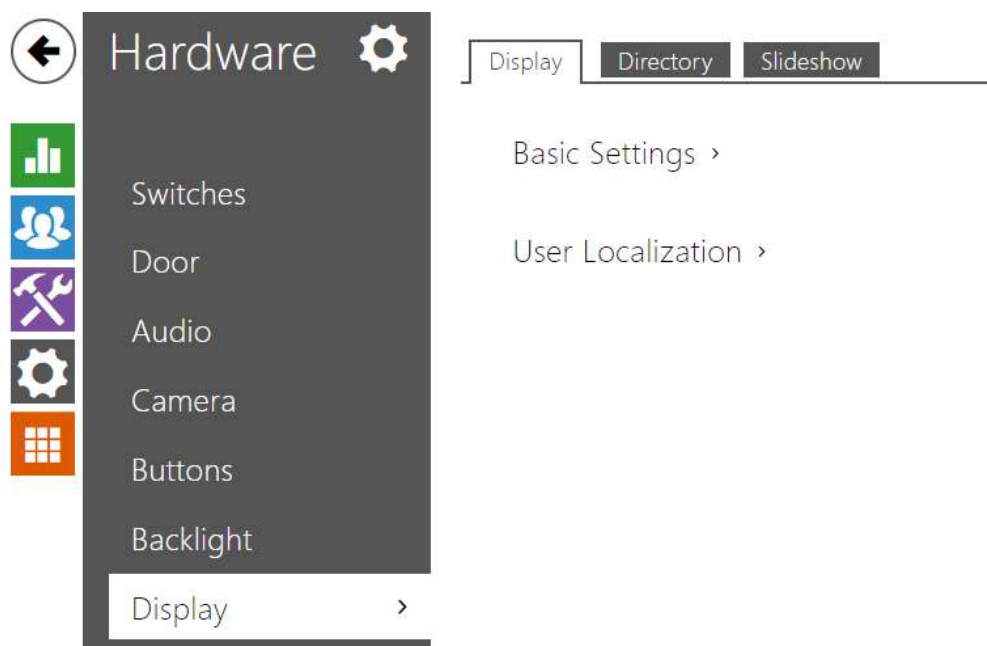 Hardware
Switches
Door
Audio
Camera
Buttons
Backlight
Display
Display Directory Slideshow
Basic Settings
User Localization